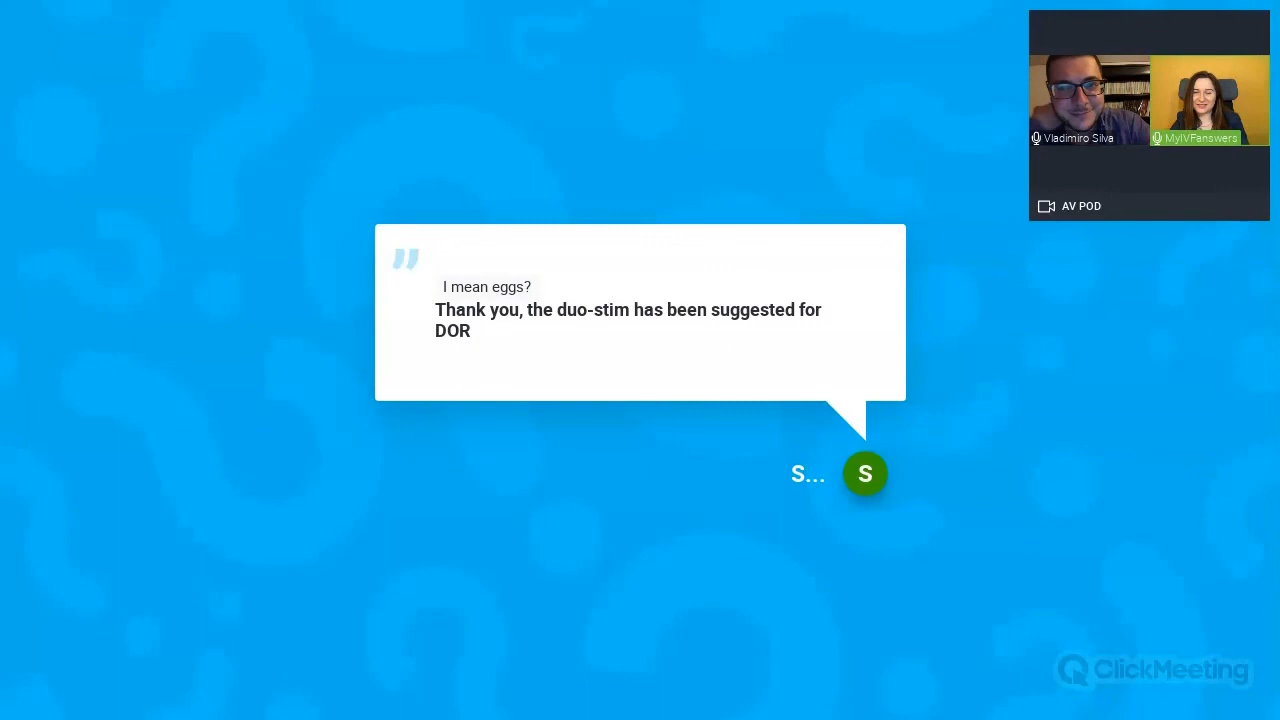 Vladimiro Silva
MyIVFanswers
AV POD
"
I mean eggs?
Thank you, the duo-stim has been suggested for
DOR
S...
S
ClickMeeting